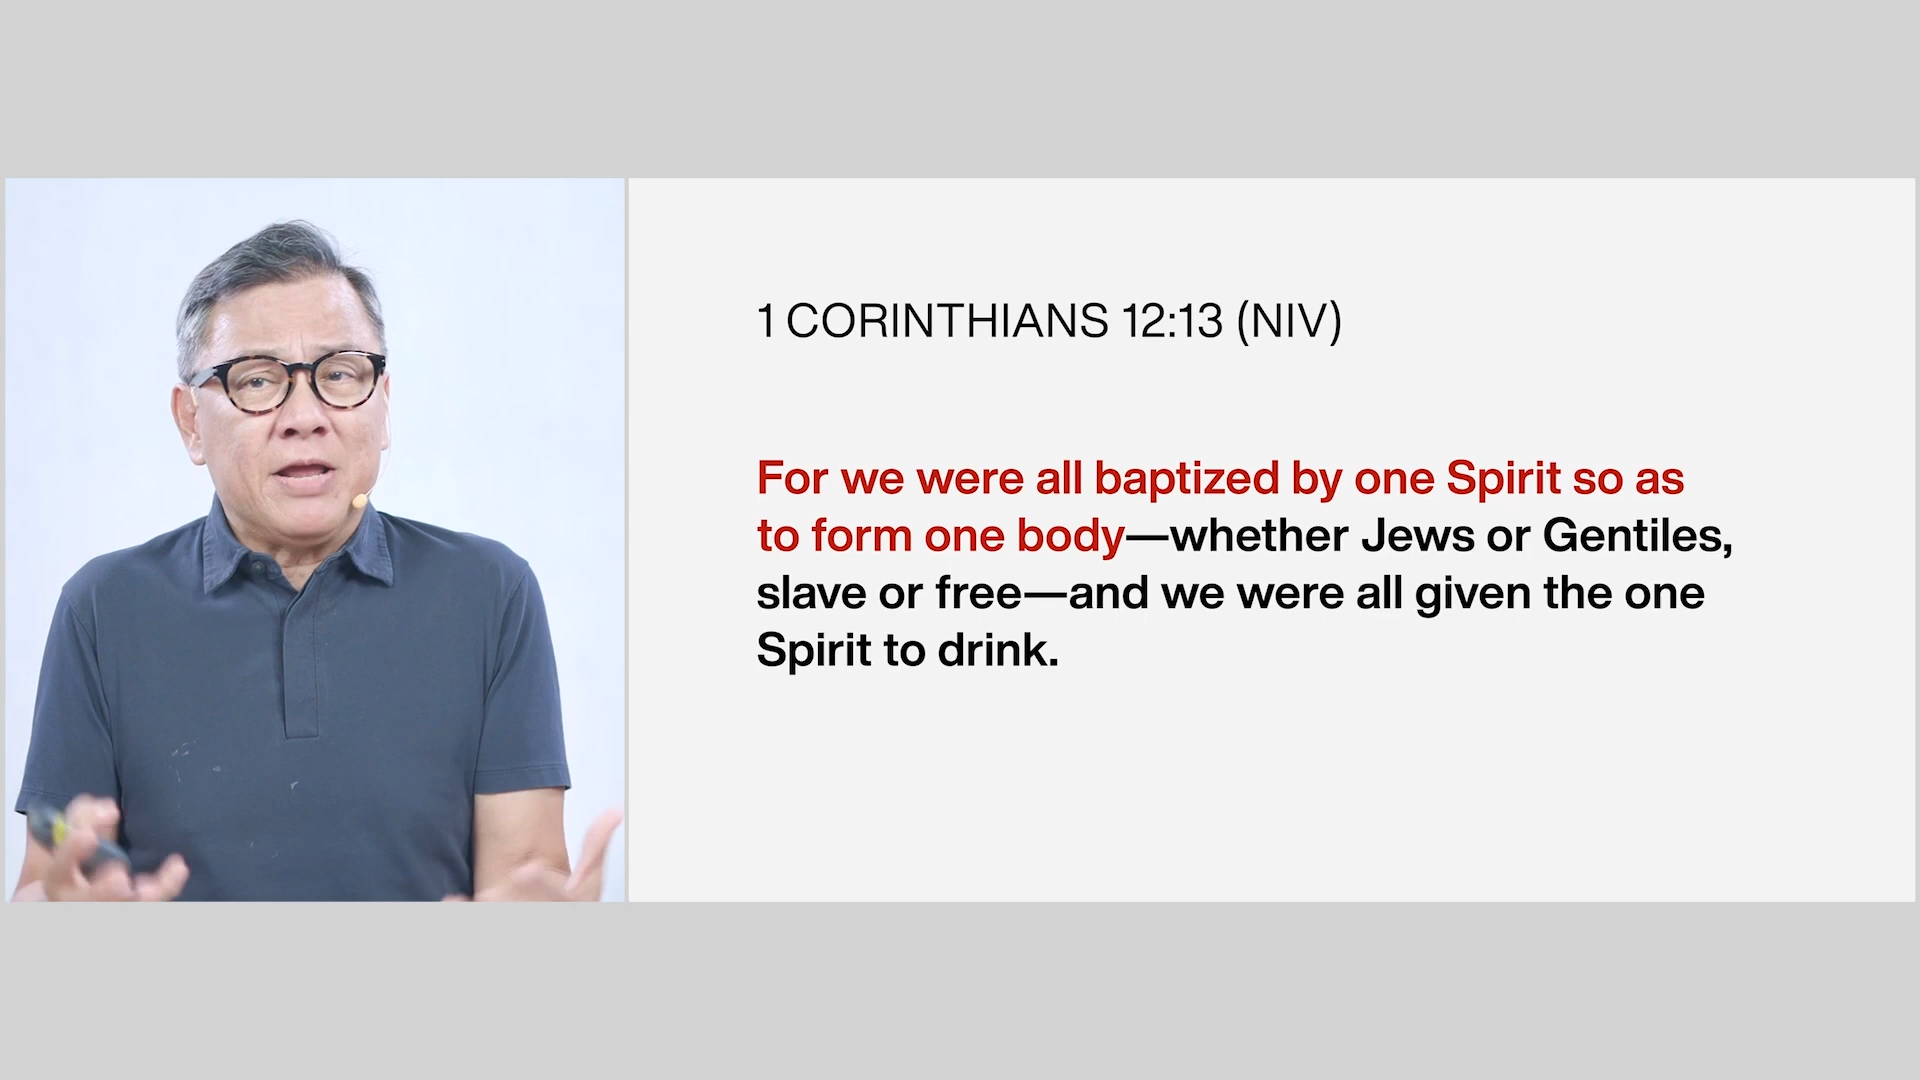 1 CORINTHIANS 12:13 (NIV)
For we were all baptized by one Spirit so as
to form one body—whether Jews or Gentiles,
slave or free—and we were all given the one
Spirit to drink.